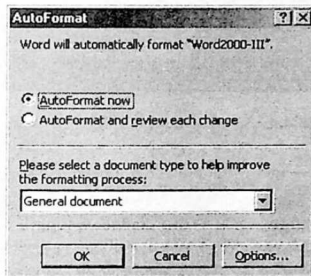 AutoFormat
Word will automatically format "Word2000-III".
AutoFormat now
AutoFormat and review each change
Please select a document type to help improve
the formatting process:
General document
OK Cancel Options...